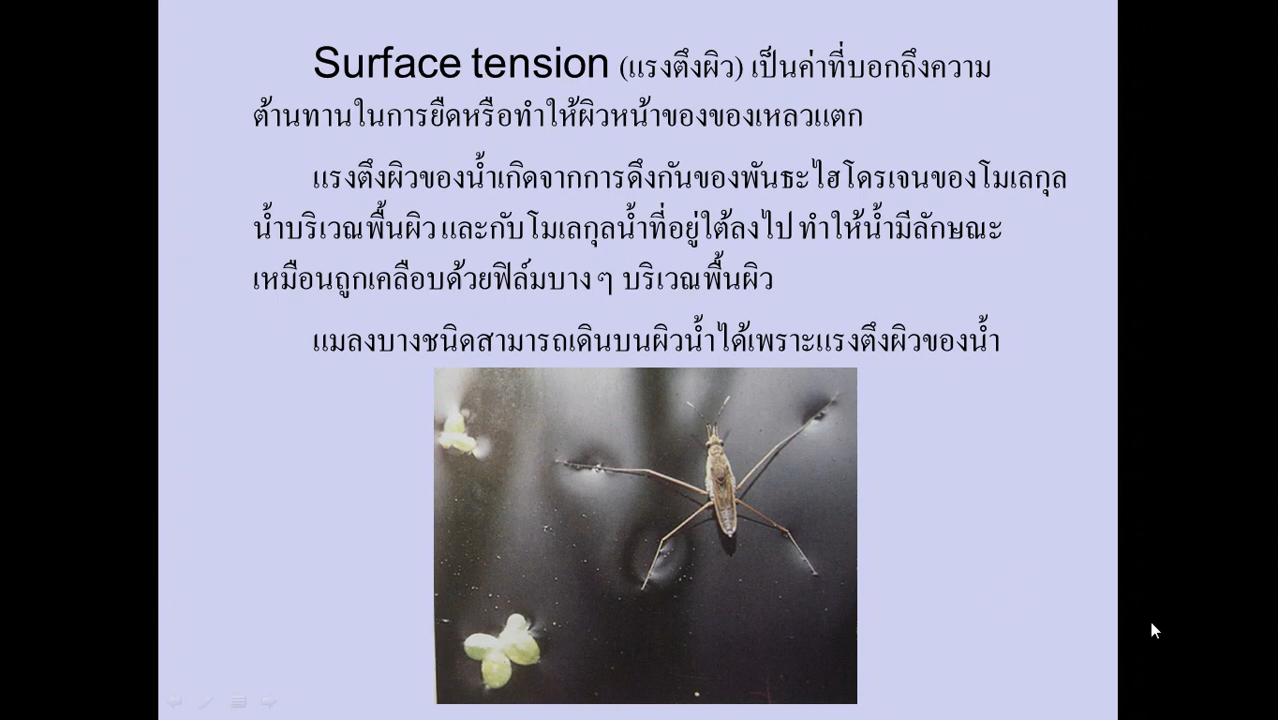 Surface tension (แรงตึงผิว) เป็นค่าที่บอกถึงความ
ต้านทานในการยืดหรือทำให้ผิวหน้าของของเหลวแตก
แรงตึงผิวของน้ำเกิดจากการดึงกันของพันธะไฮโดรเจนของโมเลกุล
น้ำบริเวณพื้นผิว และกับโมเลกุลน้ำที่อยู่ใต้ลงไป ทำให้น้ำมีลักษณะ
เหมือนถูกเคลือบด้วยฟิล์มบาง ๆ บริเวณพื้นผิว
แมลงบางชนิดสามารถเดินบนผิวน้ำได้เพราะแรงตึงผิวของน้ำ